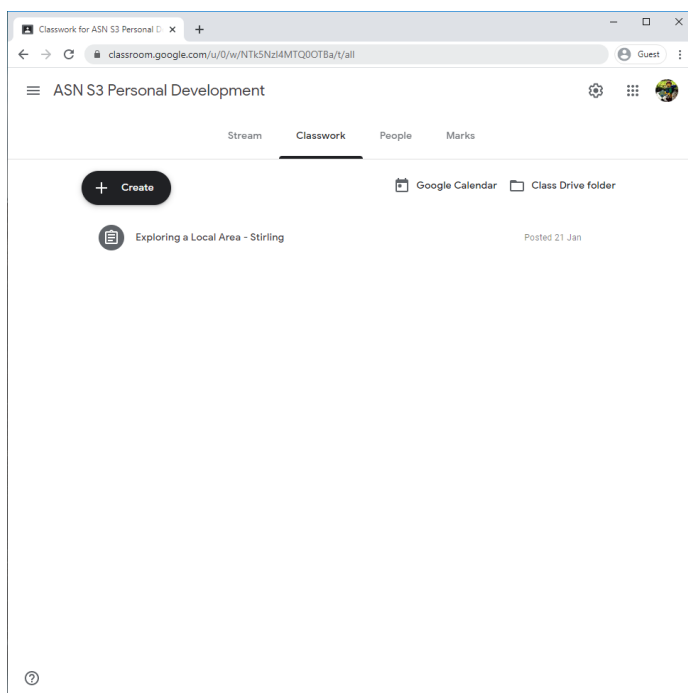 Classwork for ASN S3 Personal D
classroom.google.com/u/0/w/NTk5NzI4MTQ0OTBa/t/all
Guest
ASN S3 Personal Development
Stream Classwork People Marks
Create Google Calendar Class Drive folder
Exploring a Local Area - Stirling Posted 21 Jan